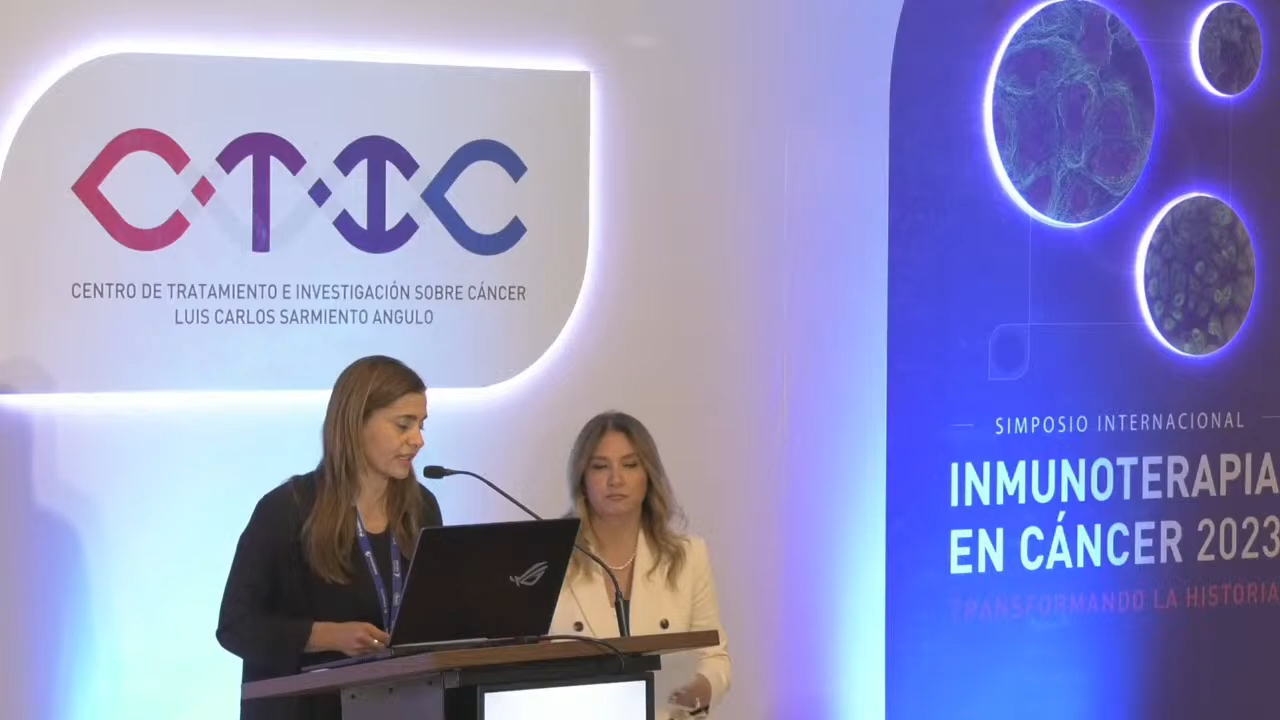 CTIC
CENTRO DE TRATAMIENTO E INVESTIGACIÓN SOBRE CÁNCER
LUIS CARLOS SARMIENTO ANGULO
SIMPOSIO INTERNACIONAL
INMUNOTERAPIA
EN CÁNCER 2023
TRANSFORMANDO LA HISTORIA